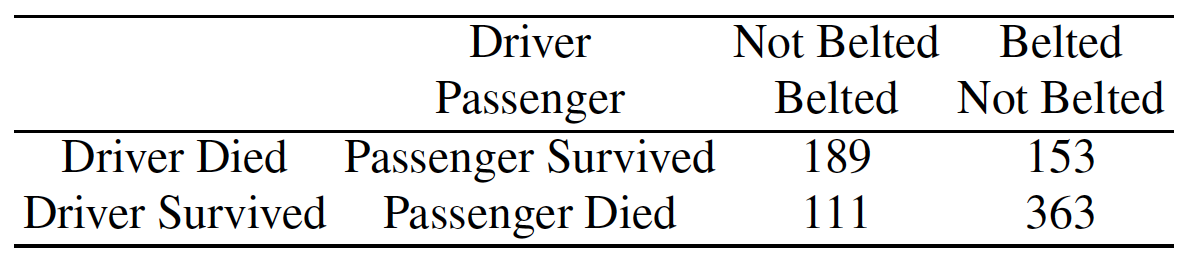 Driver Not Belted Belted
Passenger Belted Not Belted
Driver Died Passenger Survived 189 153
Driver Survived Passenger Died 111 363